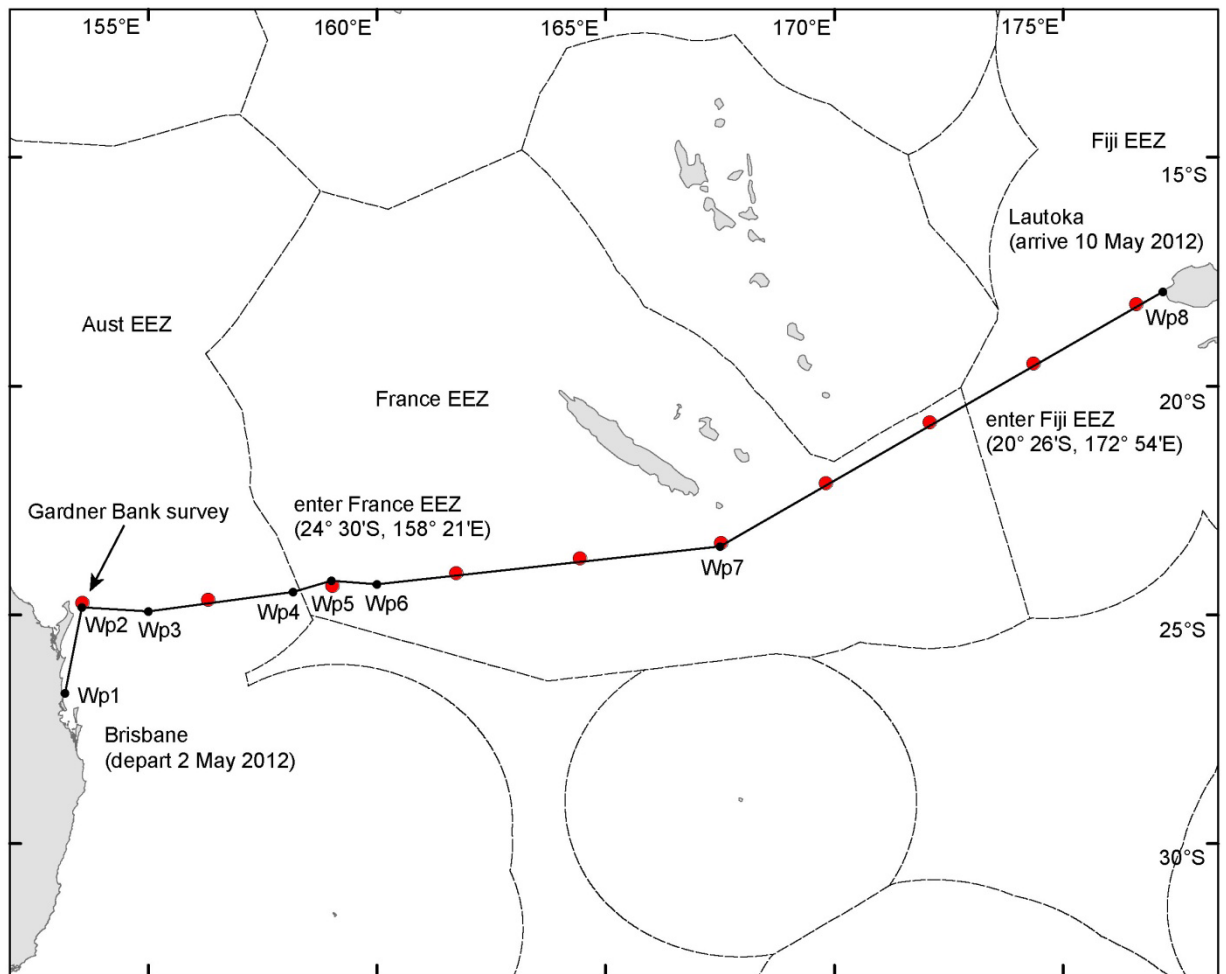 155°E
160°E
165°E
170°E
175°E
Fiji EEZ
15°S
Lautoka
(arrive 10 May 2012)
Wp8
Aust EEZ
France EEZ
20°S
enter Fiji EEZ
(20° 26'S, 172° 54'E)
Gardner Bank survey
enter France EEZ
(24° 30'S, 158° 21'E)
Wp7
Wp2
Wp3
Wp4
Wp5
Wp6
25°S
Wp1
Brisbane
(depart 2 May 2012)
30°S